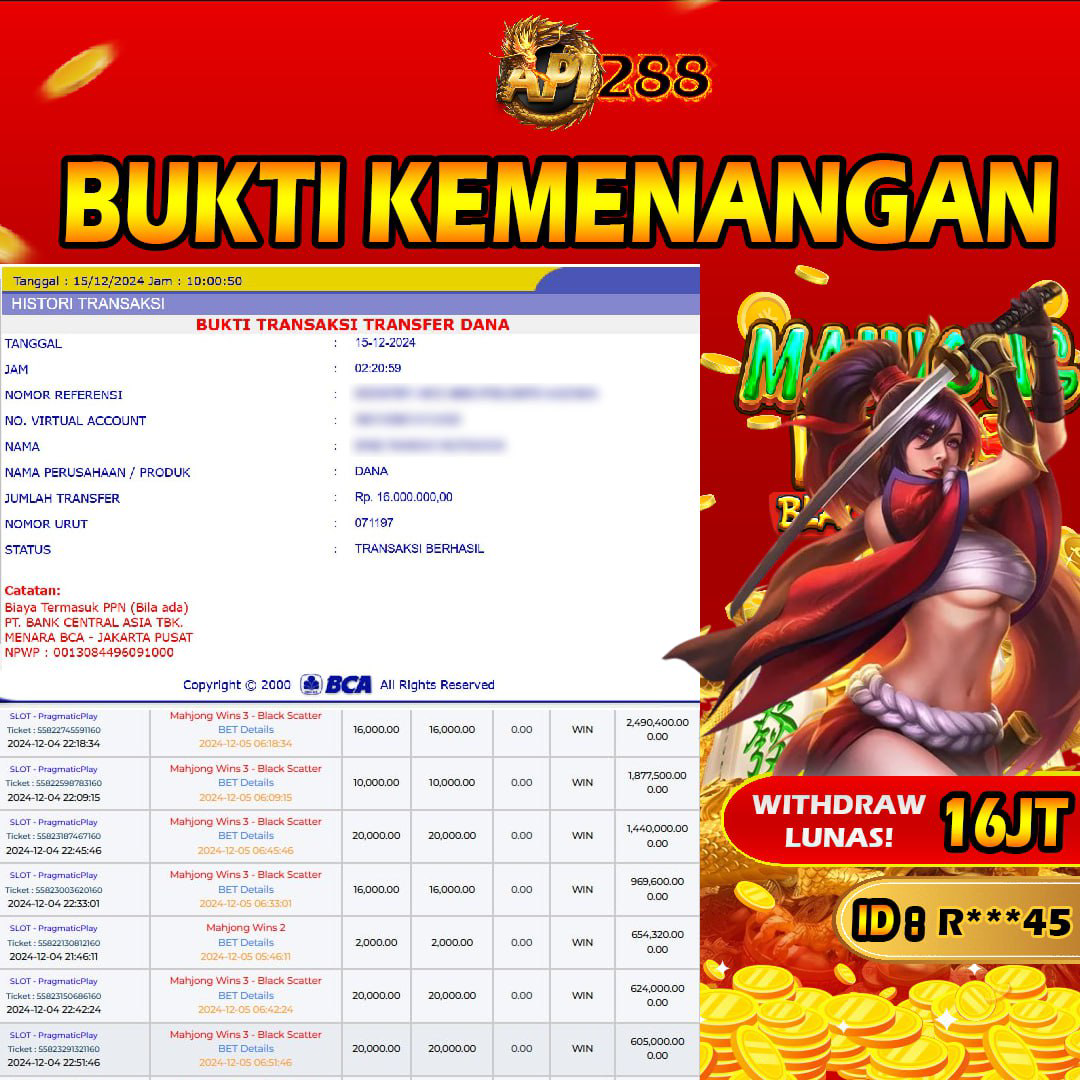 API288
BUKTI KEMENANGAN
Tanggal : 15/12/2024 Jam : 10:00:50
HISTORI TRANSAKSI
BUKTI TRANSAKSI TRANSFER DANA
TANGGAL : 15-12-2024
JAM : 02:20:59
NOMOR REFERENSI :
NO. VIRTUAL ACCOUNT :
NAMA :
NAMA PERUSAHAAN / PRODUK : DANA
JUMLAH TRANSFER : Rp. 16.000.000,00
NOMOR URUT : 071197
STATUS : TRANSAKSI BERHASIL
Catatan:
Biaya Termasuk PPN (Bila ada)
PT. BANK CENTRAL ASIA TBK.
MENARA BCA - JAKARTA PUSAT
NPWP : 0013084496091000
Copyright © 2000 BCA All Rights Reserved
SLOT - PragmaticPlay Mahjong Wins 3 - Black Scatter
Ticket : 55822745591160 BET Details 16,000.00 16,000.00 0.00 WIN 2,490,400.00
2024-12-04 22:18:34 2024-12-05 06:18:34 0.00
SLOT - PragmaticPlay Mahjong Wins 3 - Black Scatter
Ticket : 55822598783160 BET Details 10,000.00 10,000.00 0.00 WIN 1,877,500.00
2024-12-04 22:09:15 2024-12-05 06:09:15 0.00
SLOT - PragmaticPlay Mahjong Wins 3 - Black Scatter
Ticket : 55823187467160 BET Details 20,000.00 20,000.00 0.00 WIN 1,440,000.00
2024-12-04 22:45:46 2024-12-05 06:45:46 0.00
SLOT - PragmaticPlay Mahjong Wins 3 - Black Scatter
Ticket : 55823003620160 BET Details 16,000.00 16,000.00 0.00 WIN 969,600.00
2024-12-04 22:33:01 2024-12-05 06:33:01 0.00
SLOT - PragmaticPlay Mahjong Wins 2
Ticket : 55822130812160 BET Details 2,000.00 2,000.00 0.00 WIN 654,320.00
2024-12-04 21:46:11 2024-12-05 05:46:11 0.00
SLOT - PragmaticPlay Mahjong Wins 3 - Black Scatter
Ticket : 55823150686160 BET Details 20,000.00 20,000.00 0.00 WIN 624,000.00
2024-12-04 22:42:24 2024-12-05 06:42:24 0.00
SLOT - PragmaticPlay Mahjong Wins 3 - Black Scatter
Ticket : 55823291321160 BET Details 20,000.00 20,000.00 0.00 WIN 605,000.00
2024-12-04 22:51:46 2024-12-05 06:51:46 0.00
發
WITHDRAW
LUNAS!
16JT
ID8 R***45